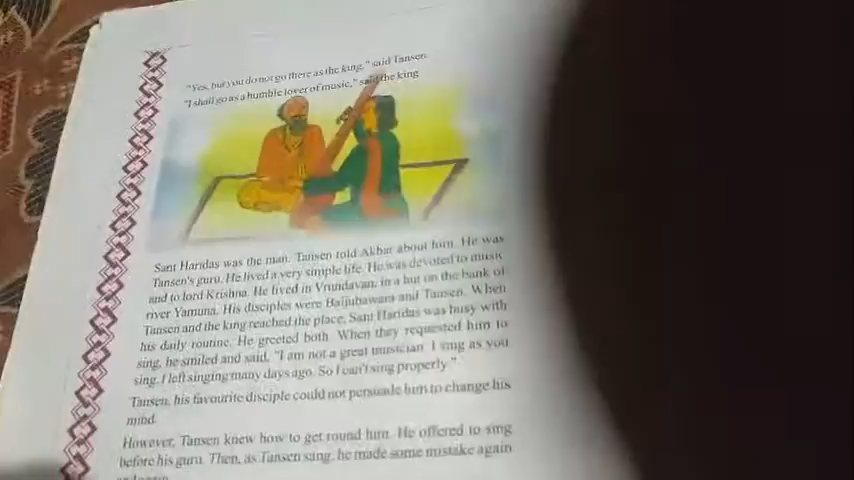 "Yes, but you do not go there as the king," said Tansen.
"I shall go as a humble lover of music," said the king
Sant Haridas was the man. Tansen told Akbar about him. He was
Tansen's guru. He lived a very simple life. He was devoted to music
and to lord Krishna. He lived in Vrundavan, in a hut on the bank of
river Yamuna. His disciples were Baijubawara and Tansen. When
Tansen and the king reached the place, Sant Haridas was busy with
his daily routine. He greeted both. When they requested him to
sing, he smiled and said, "I am not a great musician. I sing as you
sing. I left singing many days ago. So I can't sing properly."
Tansen, his favourite disciple could not persuade him to change his
mind.
However, Tansen knew how to get round him. He offered to sing
before his guru. Then, as Tansen sang, he made some mistake again